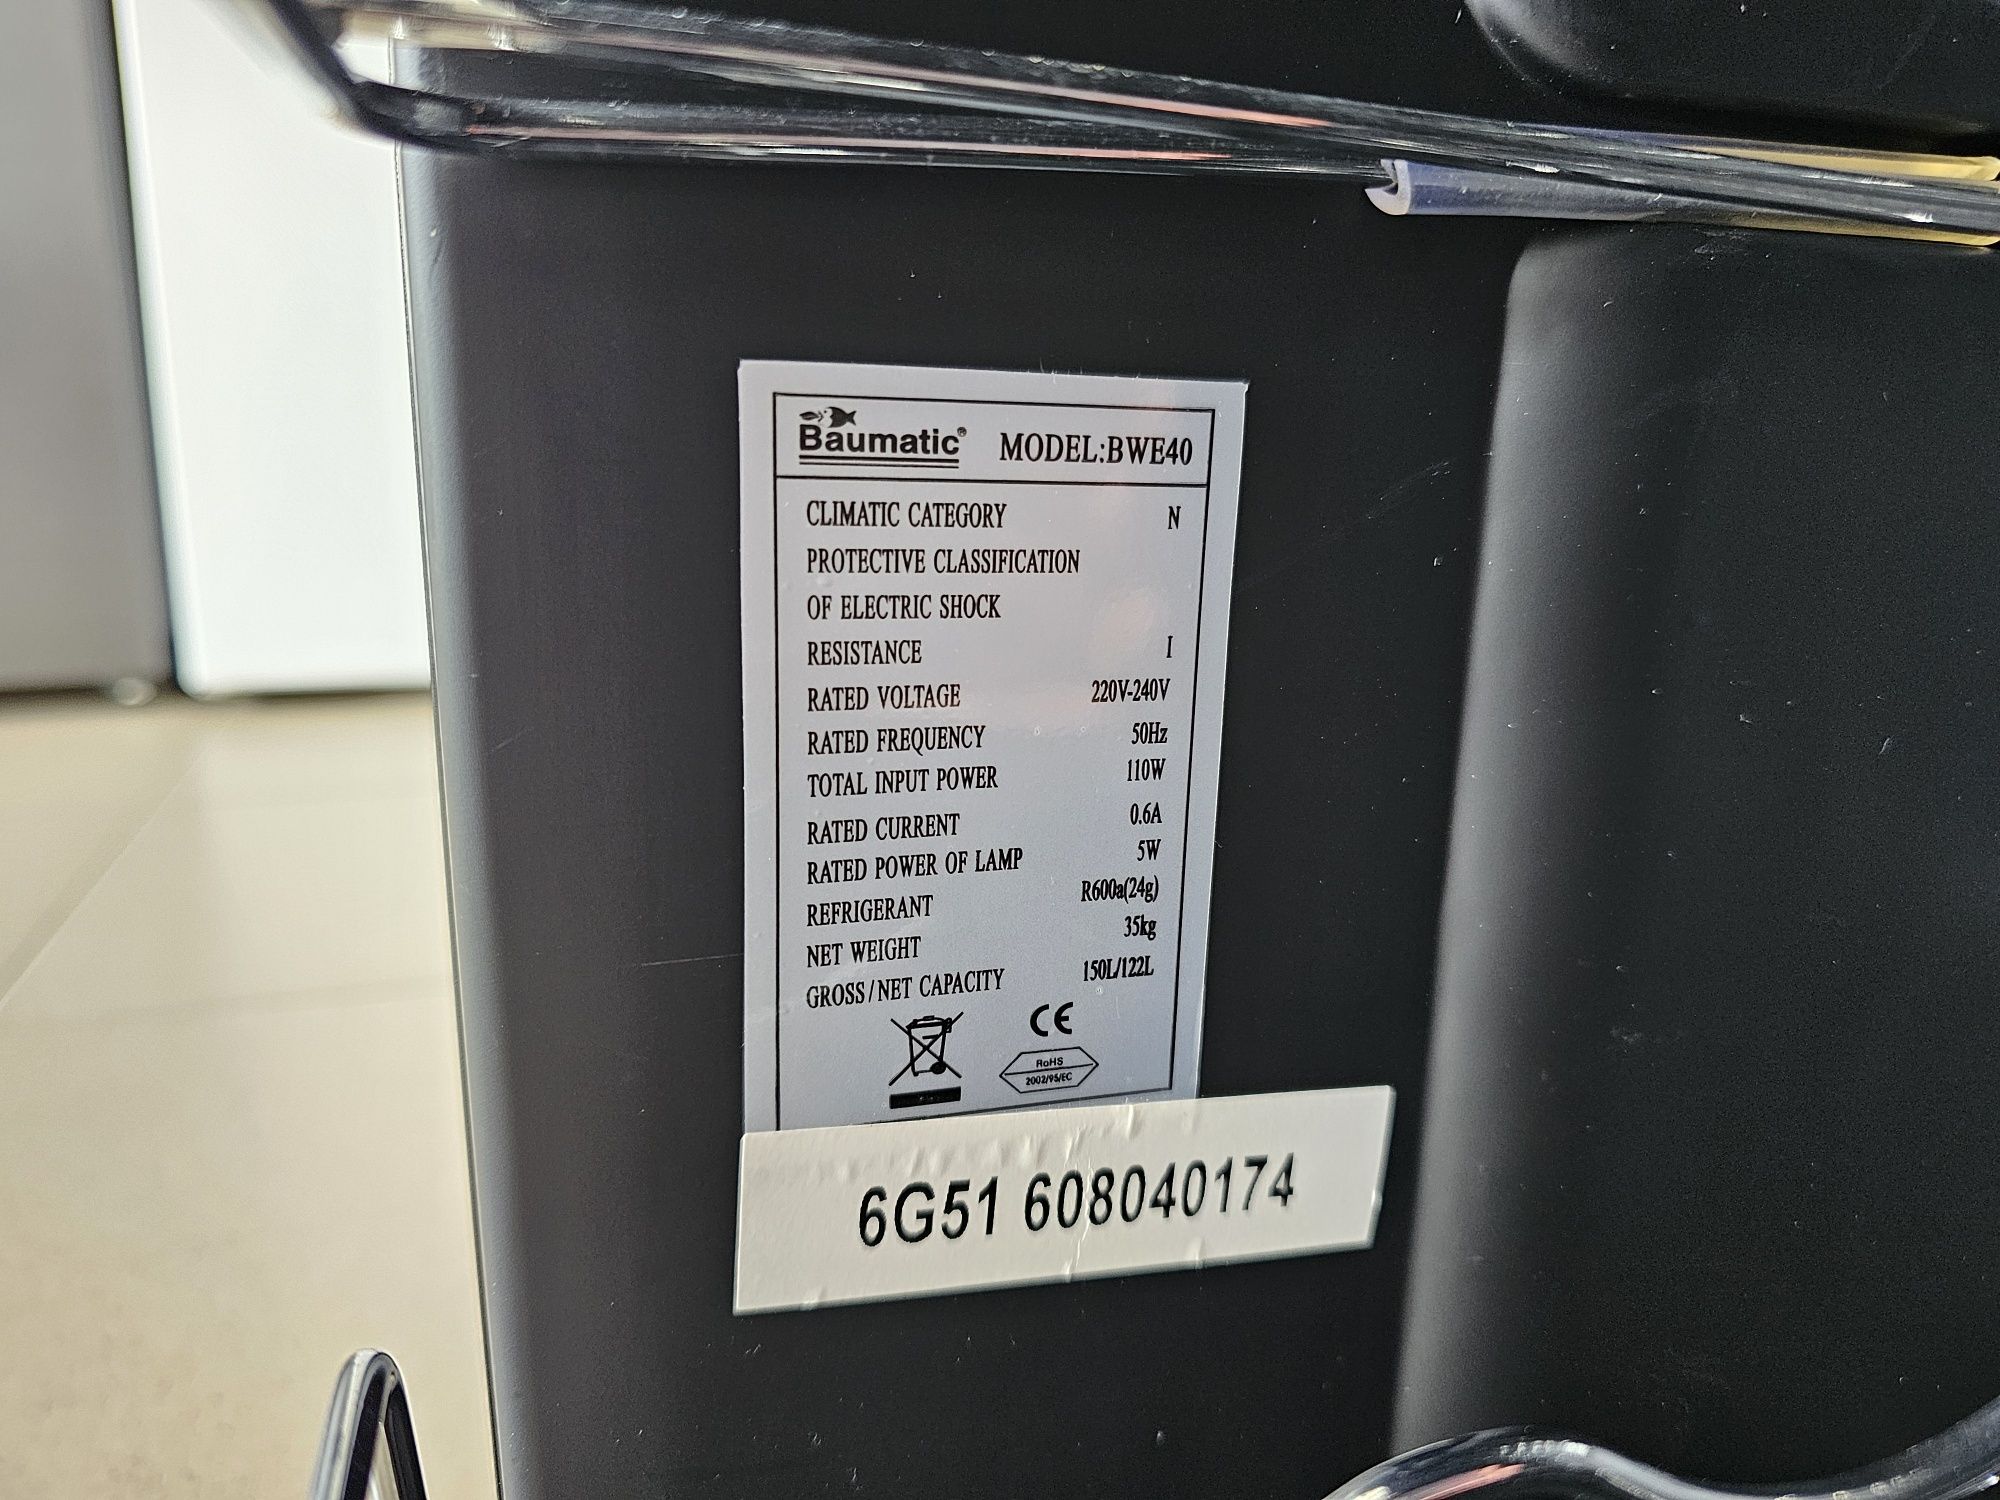 Baumatic® MODEL:BWE40
CLIMATIC CATEGORY N
PROTECTIVE CLASSIFICATION
OF ELECTRIC SHOCK
RESISTANCE I
RATED VOLTAGE 220V-240V
RATED FREQUENCY 50Hz
TOTAL INPUT POWER 110W
RATED CURRENT 0.6A
RATED POWER OF LAMP 5W
REFRIGERANT R600a(24g)
NET WEIGHT 35kg
GROSS/NET CAPACITY 150L/122L
CE
RoHS
2002/95/EC
6G51 608040174